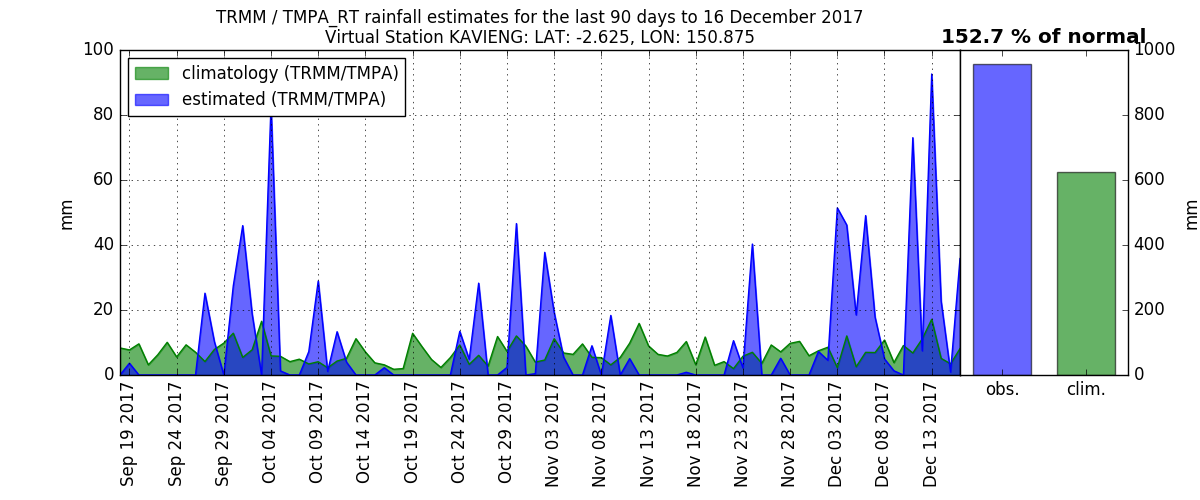 TRMM / TMPA_RT rainfall estimates for the last 90 days to 16 December 2017
Virtual Station KAVIENG: LAT: -2.625, LON: 150.875
152.7 % of normal
climatology (TRMM/TMPA)
estimated (TRMM/TMPA)
mm
100
80
60
40
20
0
Sep 19 2017
Sep 24 2017
Sep 29 2017
Oct 04 2017
Oct 09 2017
Oct 14 2017
Oct 19 2017
Oct 24 2017
Oct 29 2017
Nov 03 2017
Nov 08 2017
Nov 13 2017
Nov 18 2017
Nov 23 2017
Nov 28 2017
Dec 03 2017
Dec 08 2017
Dec 13 2017
obs.
clim.
1000
800
600
400
200
0
mm